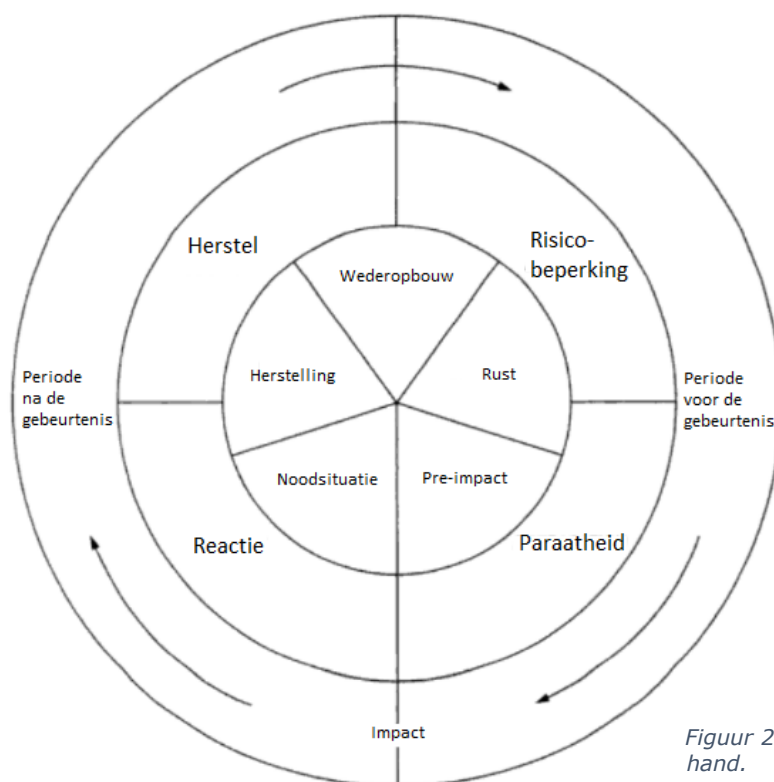 Herstel
Risico-
beperking
Wederopbouw
Periode
na de
gebeurtenis
Herstelling
Rust
Periode
voor de
gebeurtenis
Noodsituatie
Pre-impact
Reactie
Paraatheid
Impact
Figuur 2
hand.